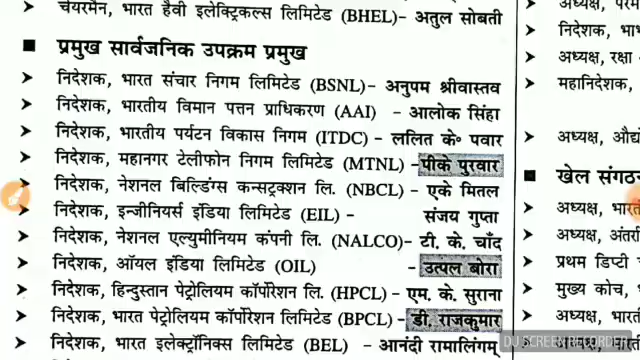 चेयरमैन, भारत हैवी इलेक्ट्रिकल्स लिमिटेड (BHEL)- अतुल सोबती
■ प्रमुख सार्वजनिक उपक्रम प्रमुख
➤ निदेशक, भारत संचार निगम लिमिटेड (BSNL)- अनुपम श्रीवास्तव
➤ निदेशक, भारतीय विमान पत्तन प्राधिकरण (AAI) - आलोक सिंहा
➤ निदेशक, भारतीय पर्यटन विकास निगम (ITDC)- ललित के॰ पवार
➤ निदेशक, महानगर टेलीफोन निगम लिमिटेड (MTNL)-पीके पुरवार
➤ निदेशक, नेशनल बिल्डिंग्स कन्सट्रक्शन लि. (NBCL)- एके मितल
➤ निदेशक, इन्जीनियर्स इंडिया लिमिटेड (EIL) - संजय गुप्ता
➤ निदेशक, नेशनल एल्युमीनियम कंपनी लि. (NALCO)- टी. के. चाँद
➤ निदेशक, ऑयल इंडिया लिमिटेड (OIL) - उत्पल बोरा
➤ निदेशक, हिन्दुस्तान पेट्रोलियम कॉर्पोरेशन लि. (HPCL) - एम. के. सुराना
➤ निदेशक, भारत पेट्रोलियम कॉर्पोरेशन लिमिटेड (BPCL)- डी. राजकुमार
➤ निदेशक, भारत इलेक्ट्रॉनिक्स लिमिटेड (BEL)- आनंदी रामालिंगम्
➤ अध्यक्ष, परम
➤ निदेशक, भाभ
➤ अध्यक्ष, रक्षा
➤ महानिदेशक,
➤ अध्यक्ष, औद्यो
■ खेल संगठन
➤ अध्यक्ष, भारती
➤ अध्यक्ष, अंतर्रा
➤ प्रथम डिप्टी
➤ मुख्य कोच,
➤ अध्यक्ष, भारत
DU SCREEN RECORDER